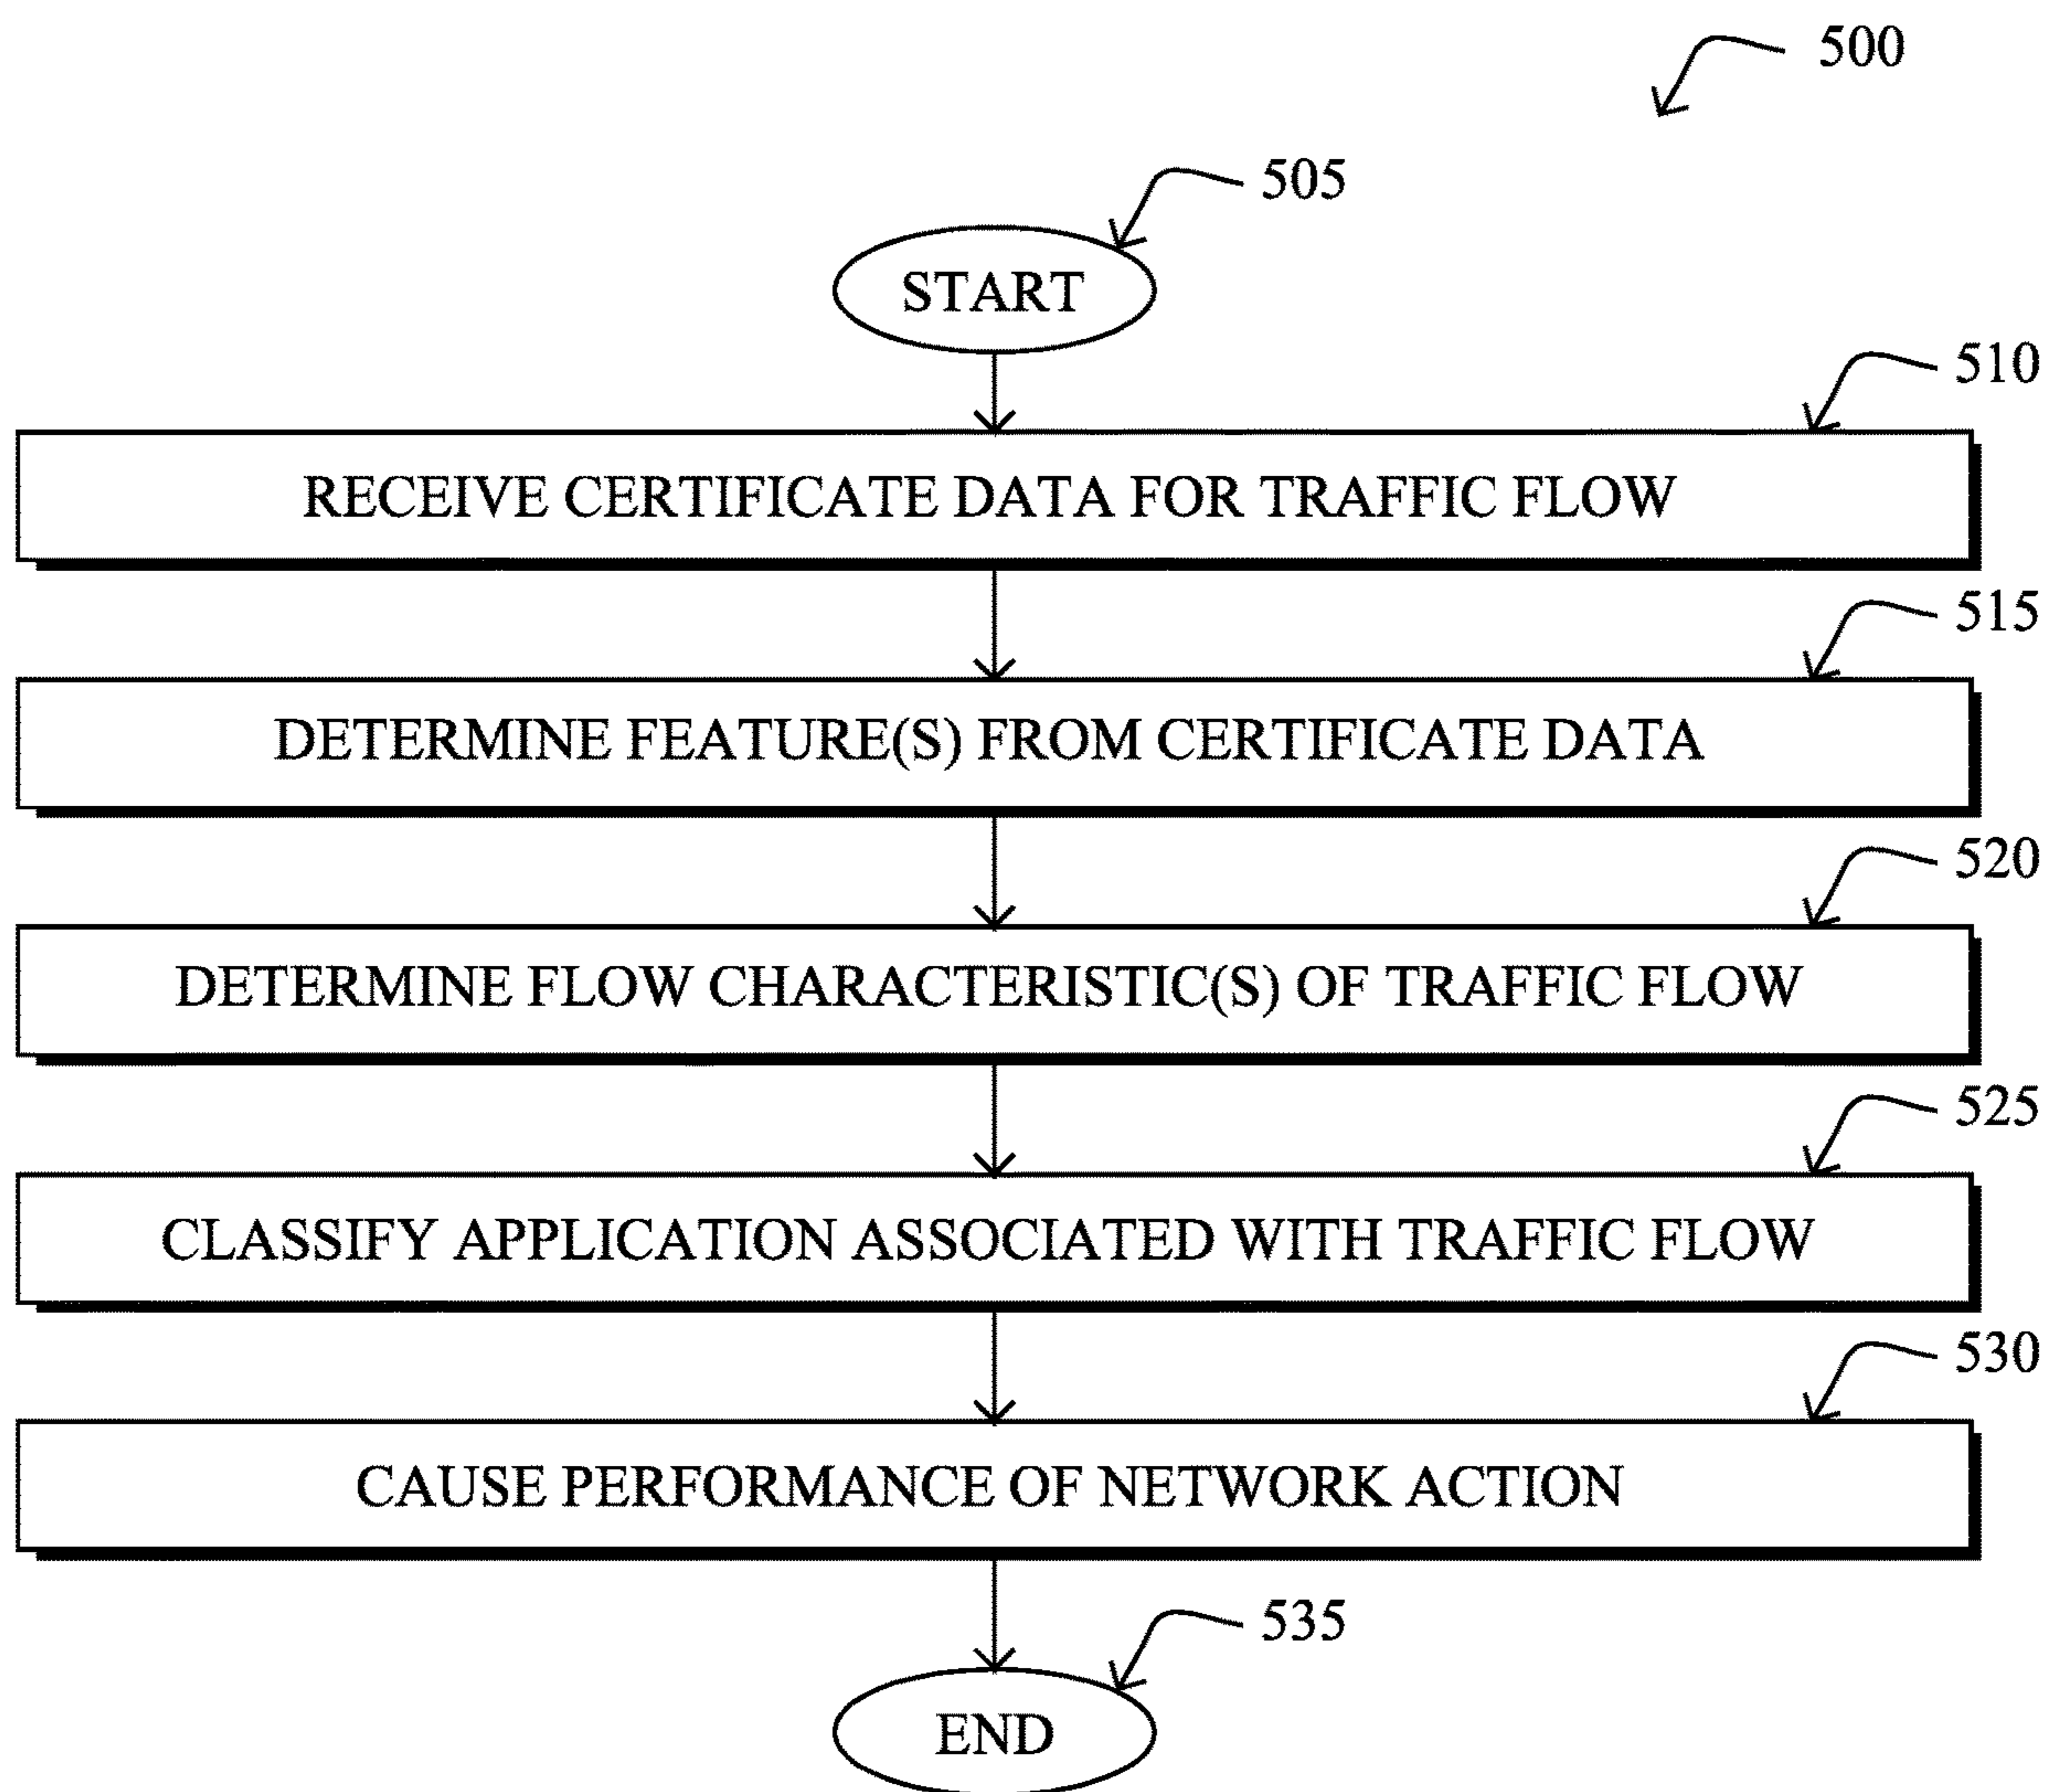 500
505
START
510
RECEIVE CERTIFICATE DATA FOR TRAFFIC FLOW
515
DETERMINE FEATURE(S) FROM CERTIFICATE DATA
520
DETERMINE FLOW CHARACTERISTIC(S) OF TRAFFIC FLOW
525
CLASSIFY APPLICATION ASSOCIATED WITH TRAFFIC FLOW
530
CAUSE PERFORMANCE OF NETWORK ACTION
535
END